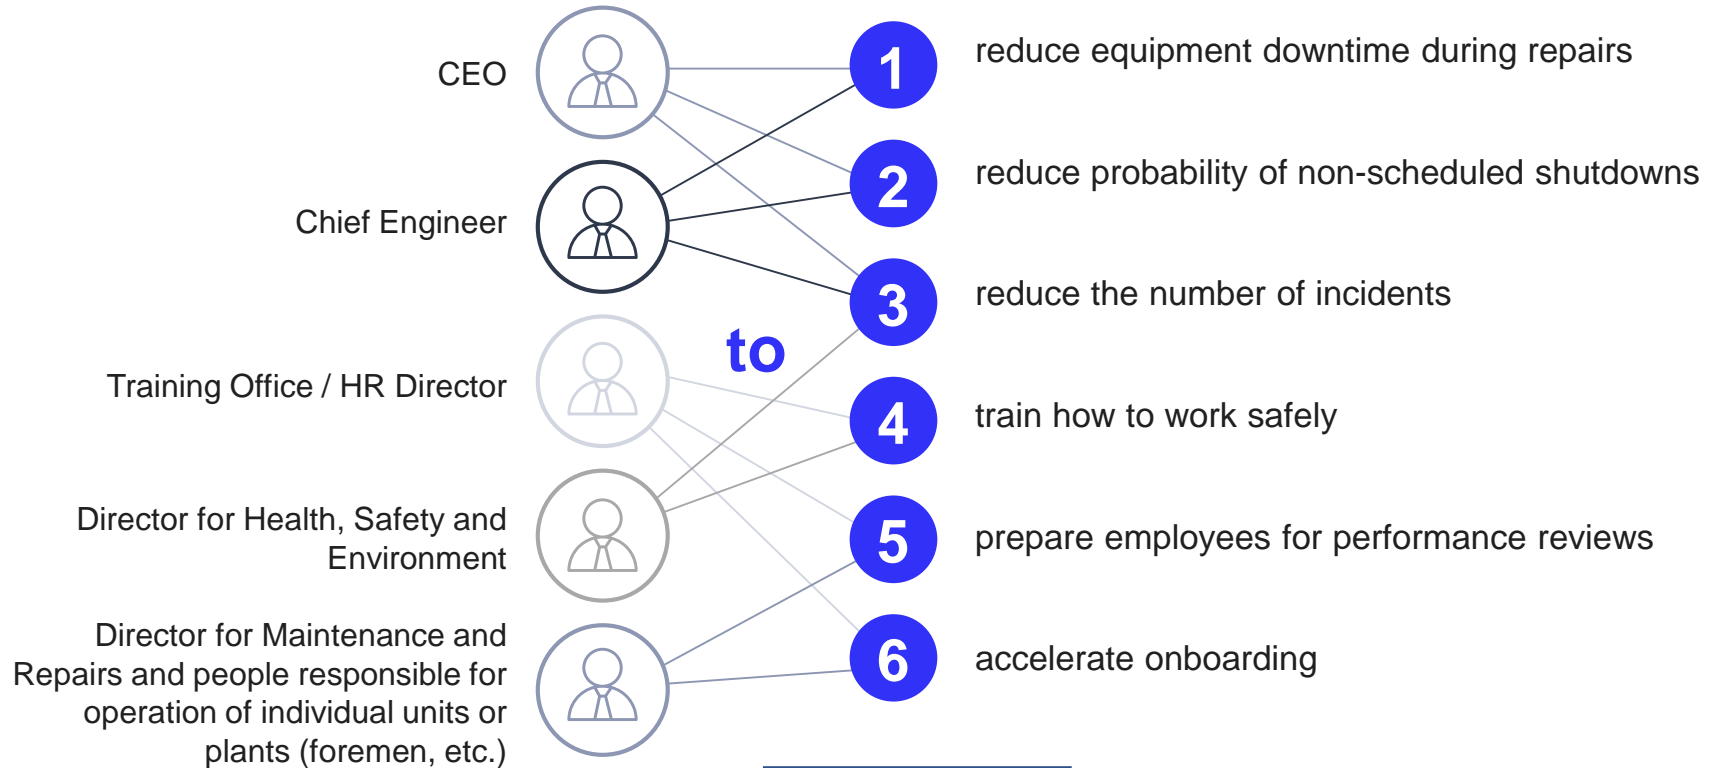 CEO
Chief Engineer
Training Office / HR Director
Director for Health, Safety and
Environment
Director for Maintenance and
Repairs and people responsible for
operation of individual units or
plants (foremen, etc.)
to
1
reduce equipment downtime during repairs
2
reduce probability of non-scheduled shutdowns
3
reduce the number of incidents
4
train how to work safely
5
prepare employees for performance reviews
6
accelerate onboarding